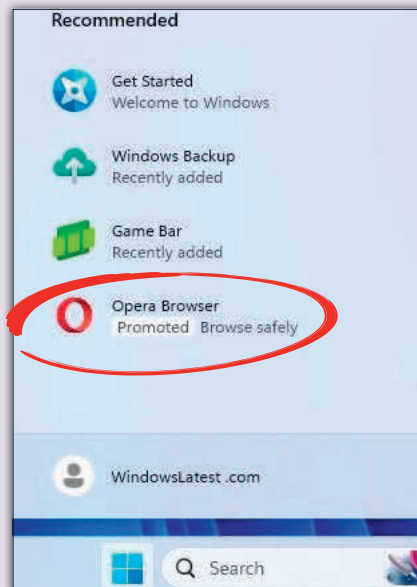 Recommended
Get Started
Welcome to Windows
Windows Backup
Recently added
Game Bar
Recently added
Opera Browser
Promoted Browse safely
WindowsLatest .com
Search